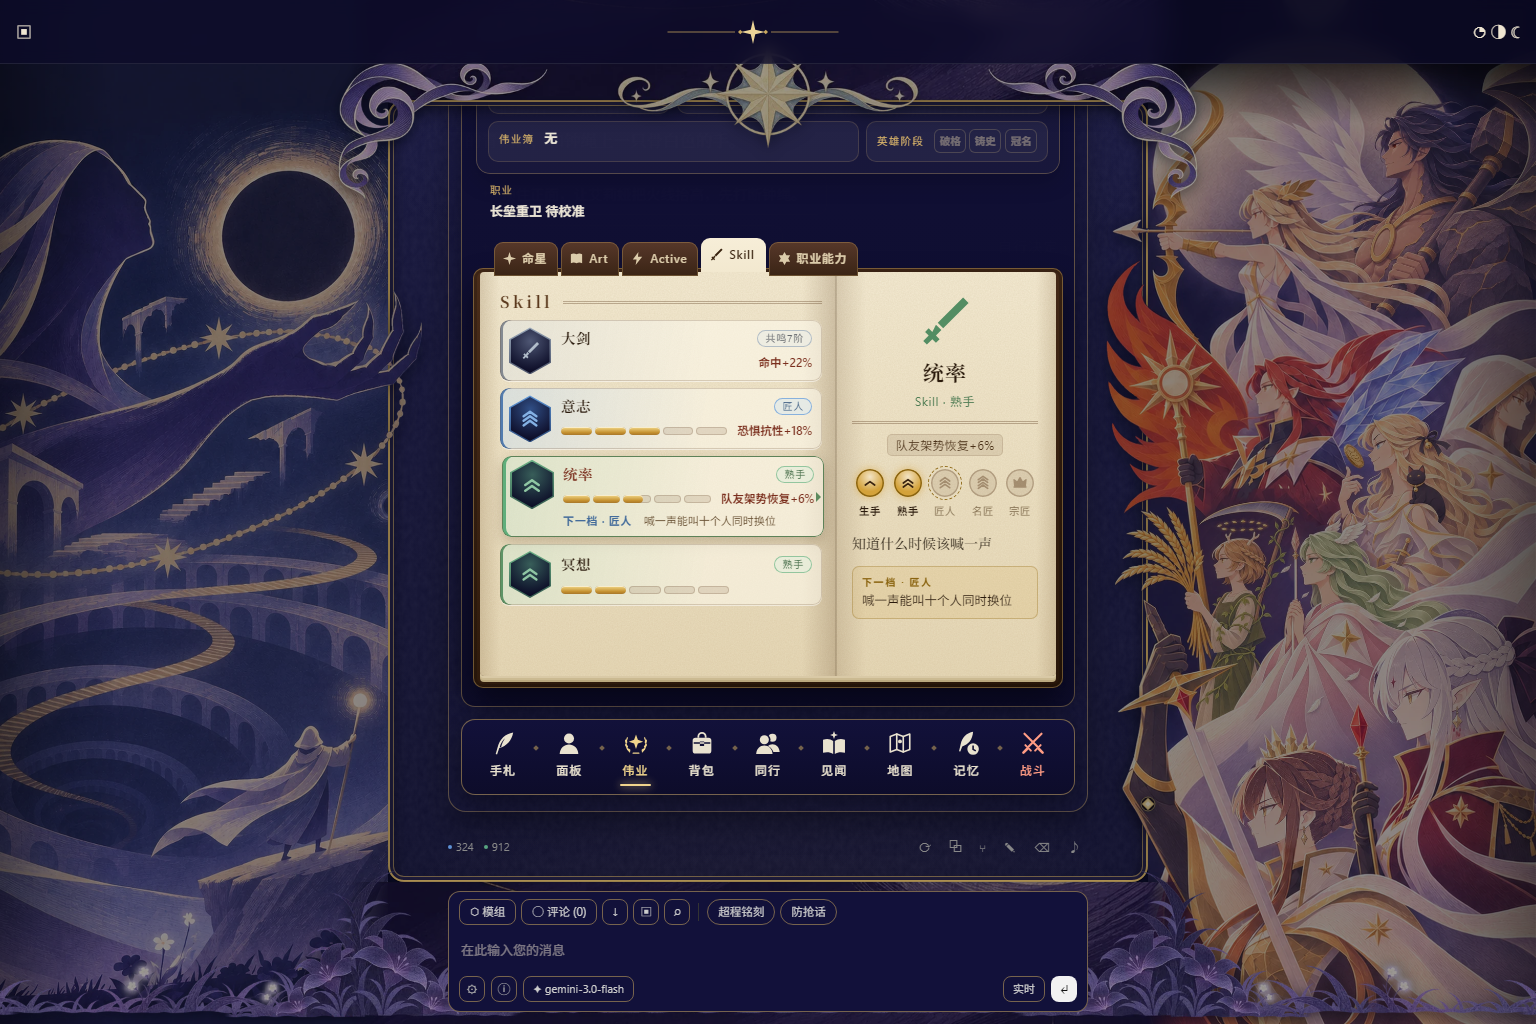 伟业簿 无
英雄阶段 破格 铸史 冠名
职业
长垒重卫 待校准
命星 Art Active Skill 职业能力
Skill
大剑 共鸣7阶
命中+22%
意志 匠人
恐惧抗性+18%
统率 熟手
队友架势恢复+6%
下一档 · 匠人 喊一声能叫十个人同时换位
冥想 熟手
统率
Skill · 熟手
队友架势恢复+6%
生手 熟手 匠人 名匠 宗匠
知道什么时候该喊一声
下一档 · 匠人
喊一声能叫十个人同时换位
手札 面板 伟业 背包 同行 见闻 地图 记忆 战斗
324 912
模组 评论 (0) 超程铭刻 防抢话
在此输入您的消息
gemini-3.0-flash 实时